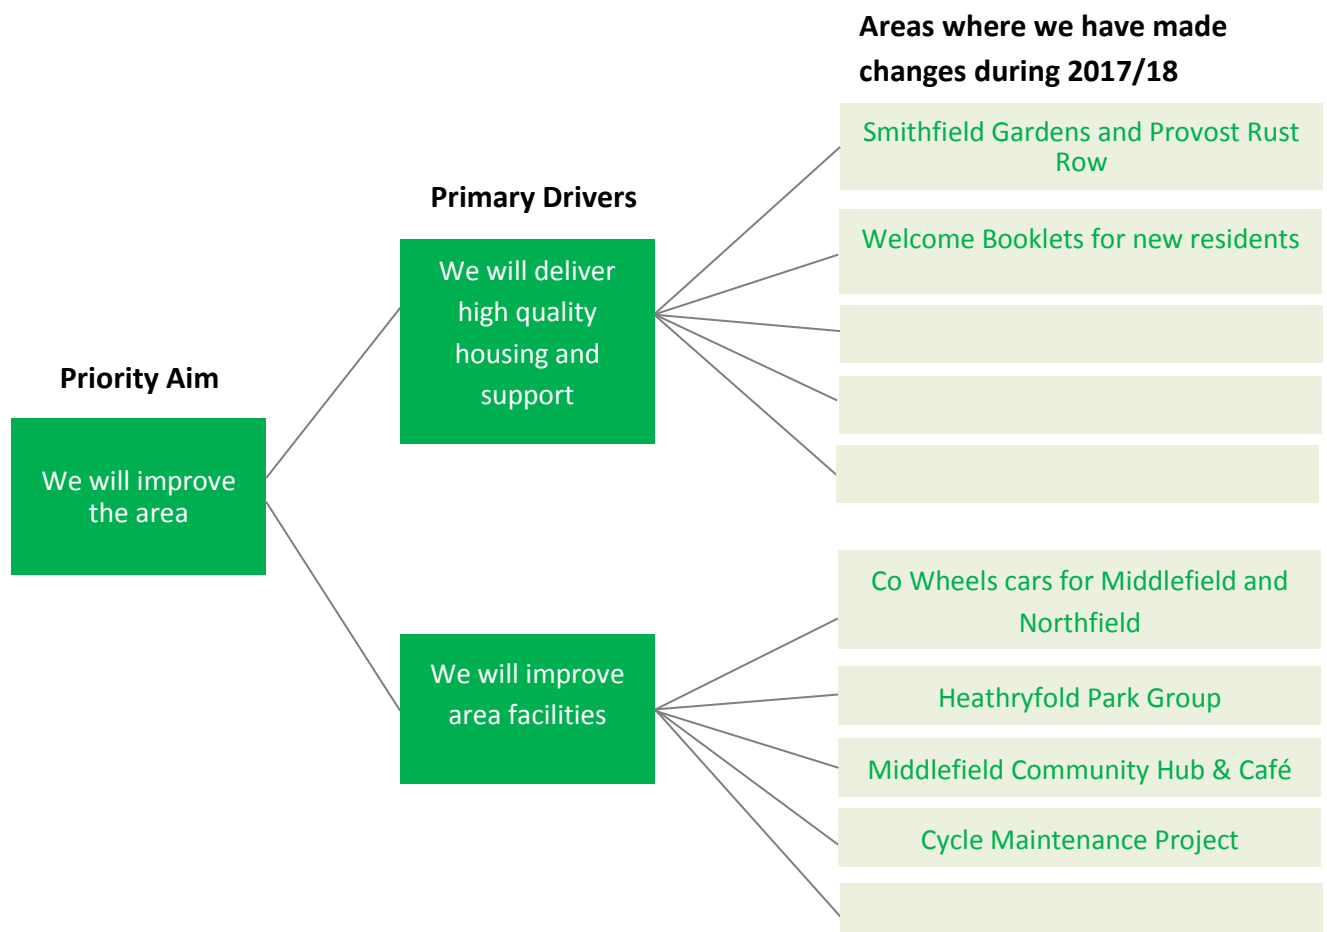 Areas where we have made
changes during 2017/18
Smithfield Gardens and Provost Rust
Row
Primary Drivers
Welcome Booklets for new residents
We will deliver
high quality
housing and
support
Priority Aim
We will improve
the area
Co Wheels cars for Middlefield and
Northfield
We will improve
area facilities
Heathryfold Park Group
Middlefield Community Hub & Café
Cycle Maintenance Project